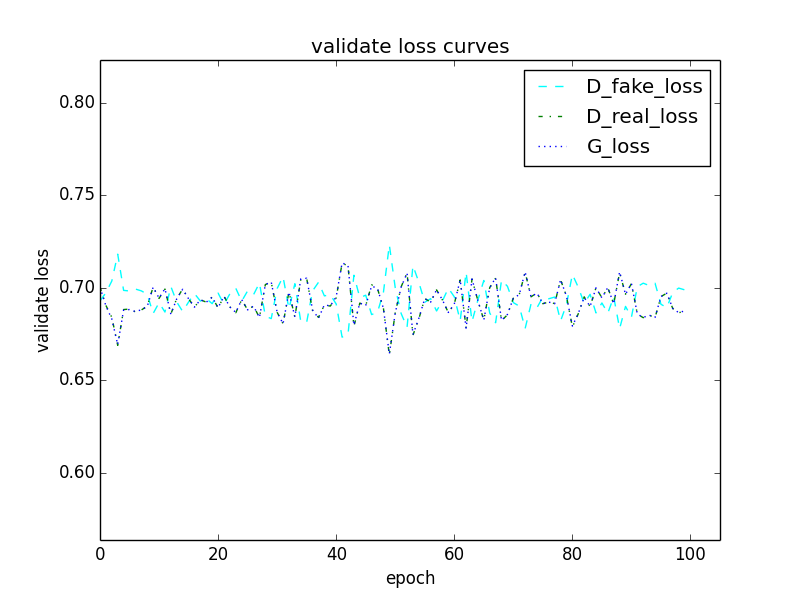 validate loss curves
0.80
0.75
0.70
0.65
0.60
validate loss
D_fake_loss
D_real_loss
G_loss
0 20 40 60 80 100
epoch